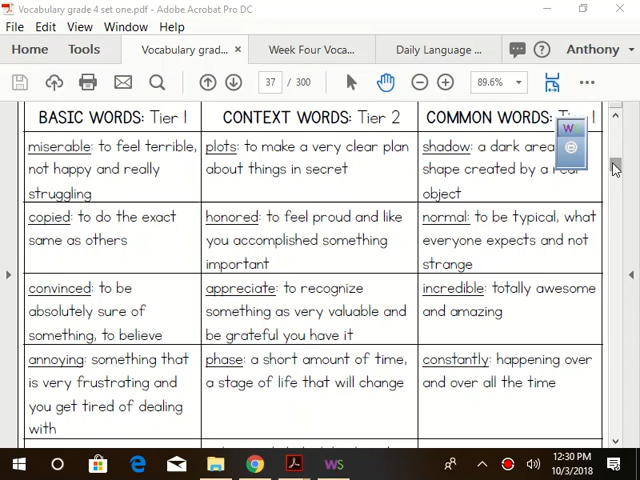 Vocabulary grade 4 set one.pdf - Adobe Acrobat Pro DC
File Edit View Window Help
Home Tools Vocabulary grad... × Week Four Voca... Daily Language ... Anthony
37 / 300 89.6%
BASIC WORDS: Tier 1 CONTEXT WORDS: Tier 2 COMMON WORDS: 1
miserable: to feel terrible,
not happy and really
struggling
plots: to make a very clear plan
about things in secret
shadow: a dark area
shape created by a
object
copied: to do the exact
same as others
honored: to feel proud and like
you accomplished something
important
normal: to be typical, what
everyone expects and not
strange
convinced: to be
absolutely sure of
something, to believe
appreciate: to recognize
something as very valuable and
be grateful you have it
incredible: totally awesome
and amazing
annoying: something that
is very frustrating and
you get tired of dealing
with
phase: a short amount of time,
a stage of life that will change
constantly: happening over
and over all the time
WS
WS
12:30 PM
10/3/2018